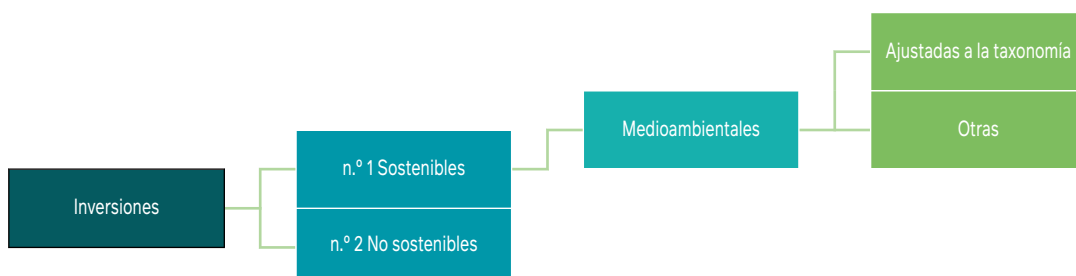 Ajustadas a la taxonomía
Medioambientales
Otras
n.º 1 Sostenibles
Inversiones
n.º 2 No sostenibles